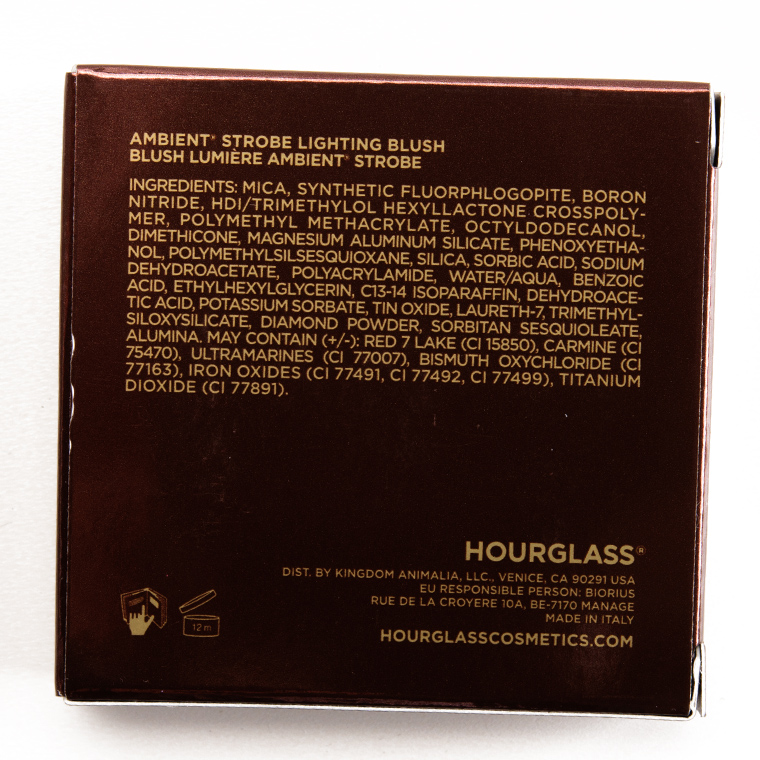 AMBIENT® STROBE LIGHTING BLUSH
BLUSH LUMIÈRE AMBIENT® STROBE
INGREDIENTS: MICA, SYNTHETIC FLUORPHLOGOPITE, BORON
NITRIDE, HDI/TRIMETHYLOL HEXYLLACTONE CROSSPOLY-
MER, POLYMETHYL METHACRYLATE, OCTYLDODECANOL,
DIMETHICONE, MAGNESIUM ALUMINUM SILICATE, PHENOXYETHA-
NOL, POLYMETHYLSILSESQUIOXANE, SILICA, SORBIC ACID, SODIUM
DEHYDROACETATE, POLYACRYLAMIDE, WATER/AQUA, BENZOIC
ACID, ETHYLHEXYLGLYCERIN, C13-14 ISOPARAFFIN, DEHYDROACE-
TIC ACID, POTASSIUM SORBATE, TIN OXIDE, LAURETH-7, TRIMETHYL-
SILOXYSILICATE, DIAMOND POWDER, SORBITAN SESQUIOLEATE,
ALUMINA. MAY CONTAIN (+/-): RED 7 LAKE (CI 15850), CARMINE (CI
75470), ULTRAMARINES (CI 77007), BISMUTH OXYCHLORIDE (CI
77163), IRON OXIDES (CI 77491, CI 77492, CI 77499), TITANIUM
DIOXIDE (CI 77891).
HOURGLASS®
DIST. BY KINGDOM ANIMALIA, LLC., VENICE, CA 90291 USA
EU RESPONSIBLE PERSON: BIORIUS
RUE DE LA CROYERE 10A, BE-7170 MANAGE
MADE IN ITALY
12 m
HOURGLASSCOSMETICS.COM